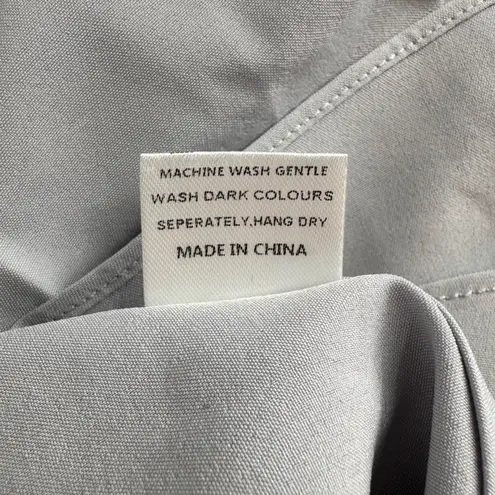 MACHINE WASH GENTLE
WASH DARK COLOURS
SEPERATELY.HANG DRY
MADE IN CHINA